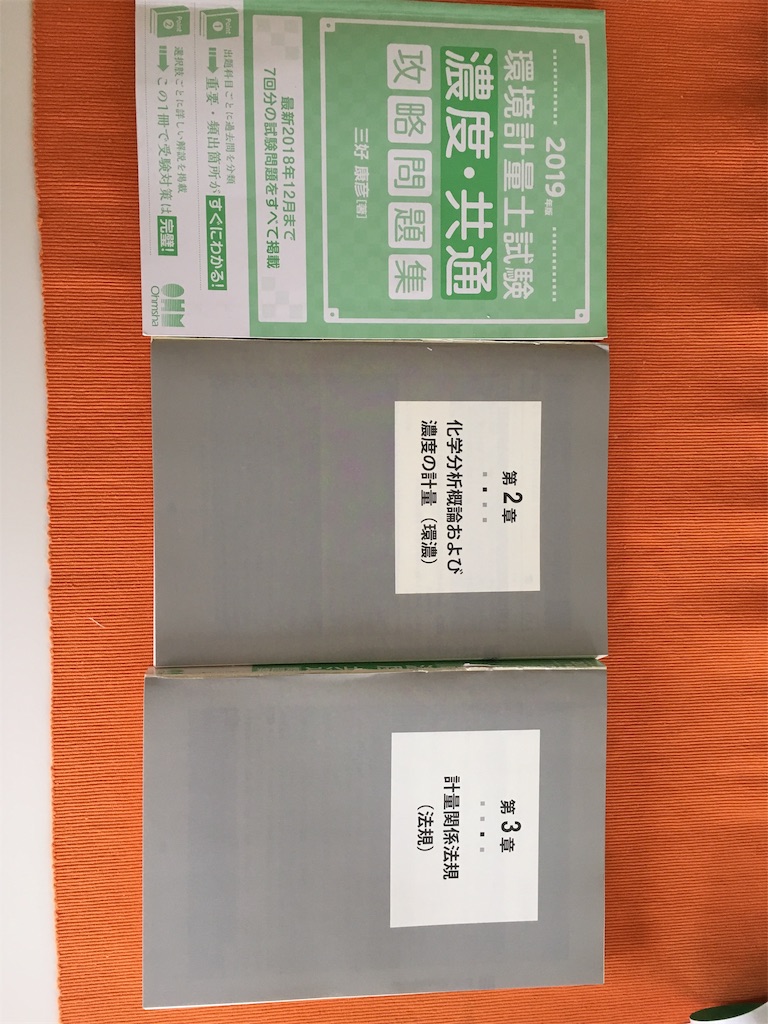 2019年版
環境計量士試験
濃度・共通
攻略問題集
三好 康彦[著]
最新2018年12月まで
7回分の試験問題をすべて掲載
Point 1
出題科目ごとに過去問を分類
重要・頻出箇所がすぐにわかる!
Point 2
選択肢ごとに詳しい解説を掲載
この1冊で受験対策は完璧!
OHM
Ohmsha
第2章
化学分析概論および
濃度の計量(環濃)
第3章
計量関係法規
(法規)